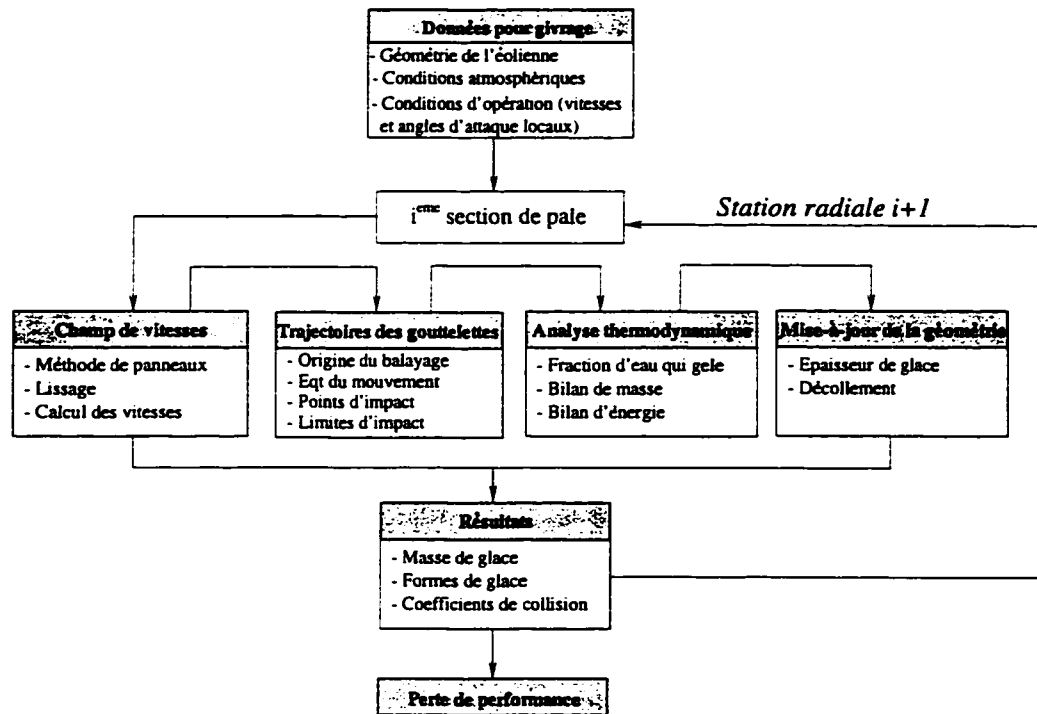 Données pour givrage
- Géométrie de l'éolienne
- Conditions atmosphèriques
- Conditions d'opération (vitesses
et angles d'attaque locaux)
i^eme section de pale
Station radiale i+1
Champ de vitesses
- Méthode de panneaux
- Lissage
- Calcul des vitesses
Trajectoires des gouttelettes
- Origine du balayage
- Eqt du mouvement
- Points d'impact
- Limites d'impact
Analyse thermodynamique
- Fraction d'eau qui gele
- Bilan de masse
- Bilan d'énergie
Mise-à-jour de la géométrie
- Epaisseur de glace
- Décollement
Résultats
- Masse de glace
- Formes de glace
- Coefficients de collision
Perte de performance